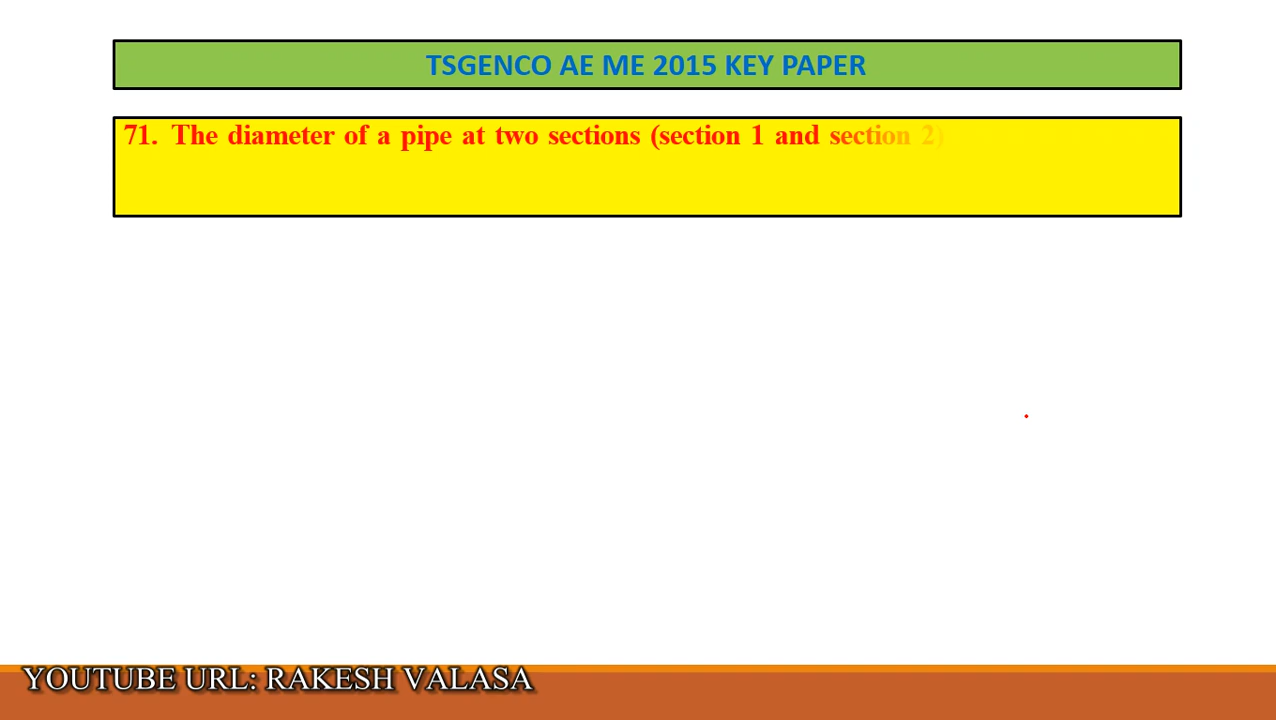 TSGENCO AE ME 2015 KEY PAPER
71. The diameter of a pipe at two sections (section 1 and section 2)
YOUTUBE URL: RAKESH VALASA